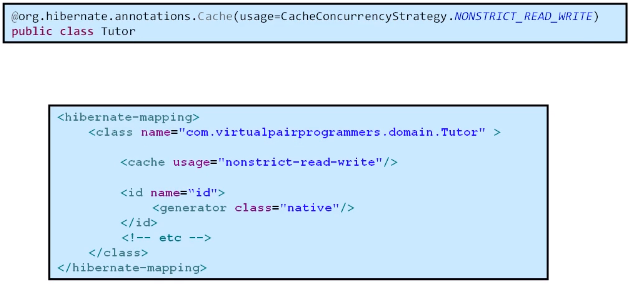 @org.hibernate.annotations.Cache(usage=CacheConcurrencyStrategy.NONSTRICT_READ_WRITE)
public class Tutor
<hibernate-mapping>
<class name="com.virtualpairprogrammers.domain.Tutor" >
<cache usage="nonstrict-read-write"/>
<id name="id">
<generator class="native"/>
</id>
<!-- etc -->
</class>
</hibernate-mapping>